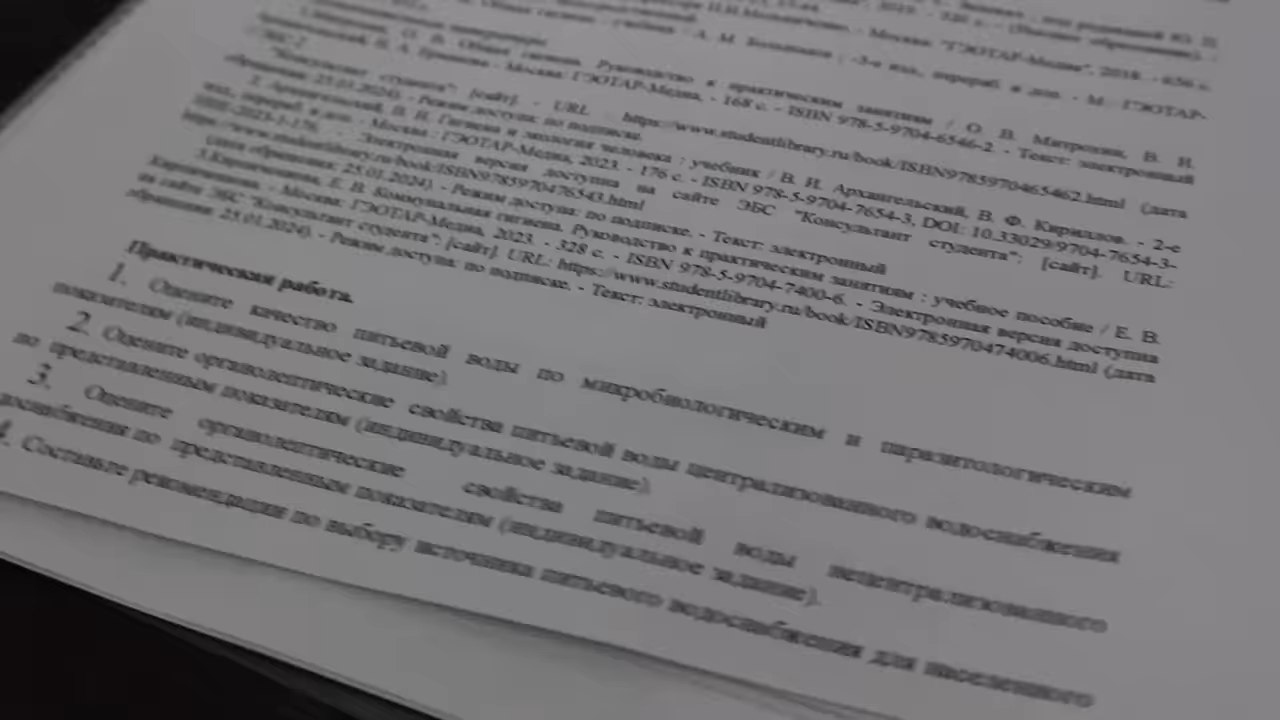 М.: ГЭОТАР-
О. В. Общая гигиена. Руководство к практическим занятиям / О. В. Митрохин, В. И.
Москва: ГЭОТАР-Медиа, - 168 с. - ISBN 978-5-9704-6546-2. - Текст: электронный
"Консультант студента": [сайт]. - URL https://www.studentlibrary.ru/book/ISBN9785970465462.html (дата
обращения: 25.01.2024). - Режим доступа: по подписке.
2. Архангельский, В. И. Гигиена и экология человека : учебник / В. И. Архангельский, В. Ф. Кириллов. - 2-е
изд., перераб. и доп. - Москва : ГЭОТАР-Медиа, 2023. - 176 с. - ISBN 978-5-9704-7654-3, DOI: 10.33029/9704-7654-3-
2023-1-176. - Электронная версия доступна на сайте ЭБС "Консультант студента": [сайт]. URL:
https://www.studentlibrary.ru/book/ISBN9785970476543.html
(дата обращения: 25.01.2024). - Режим доступа: по подписке. - Текст: электронный
3. Е. В. Коммунальная гигиена. Руководство к практическим занятиям : учебное пособие / Е. В.
- Москва: ГЭОТАР-Медиа, 2023. - 328 с. - ISBN 978-5-9704-7400-6. - Электронная версия доступна
на сайте ЭБС "Консультант студента": [сайт]. URL: https://www.studentlibrary.ru/book/ISBN9785970474006.html (дата
обращения: 25.01.2024). - Режим доступа: по подписке. - Текст: электронный
Практическая работа.
1. Оцените качество питьевой воды по микробиологическим и паразитологическим
показателям (индивидуальное задание).
2. Оцените органолептические свойства питьевой воды централизованного водоснабжения
по представленным показателям (индивидуальное задание).
3. Оцените органолептические свойства питьевой воды нецентрализованного
водоснабжения по представленным показателям (индивидуальное задание).
4. Составьте рекомендации по выбору источника питьевого водоснабжения для населенного